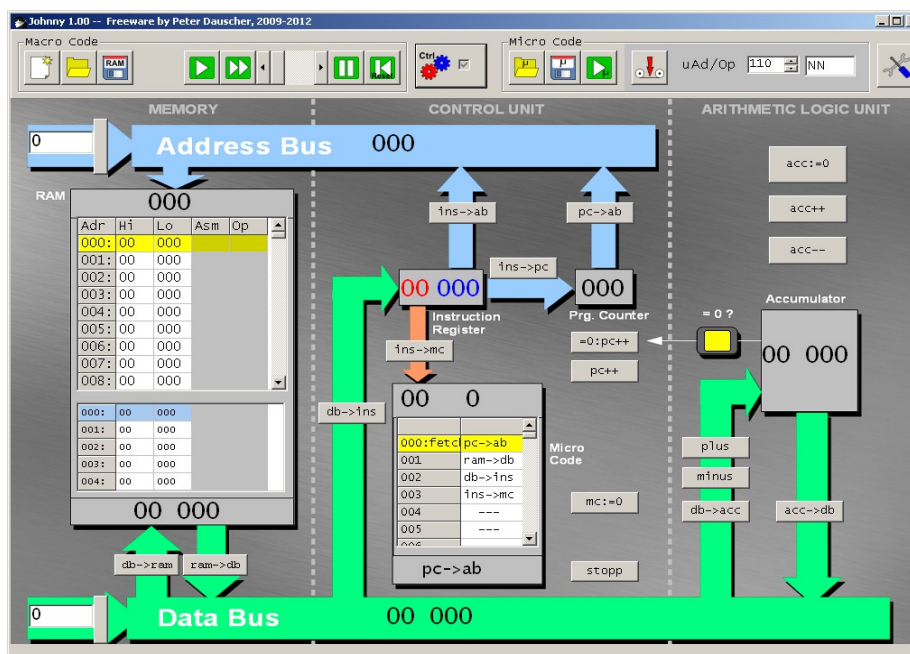 Johnny 1.00 -- Freeware by Peter Dauscher, 2009-2012
Macro Code
RAM
Reset
Ctrl
Micro Code
µ
µ
µ
uAd/Op 110 NN
MEMORY CONTROL UNIT ARITHMETIC LOGIC UNIT
0 Address Bus 000
acc:=0
RAM 000
ins->ab pc->ab acc++
Adr Hi Lo Asm Op
000: 00 000
001: 00 000
acc--
002: 00 000
003: 00 000
004: 00 000
005: 00 000
006: 00 000
007: 00 000
008: 00 000
ins->pc
00 000 000
Instruction Register
Prg. Counter
= 0 ?
Accumulator
=0:pc++
00 000
ins->mc
pc++
000: 00 000
001: 00 000
002: 00 000
003: 00 000
004: 00 000
00 000
db->ins
00 0
000:fetc pc->ab
001 ram->db
002 db->ins
003 ins->mc
004 ---
005 ---
006
pc->ab
Micro Code
plus
minus
mc:=0
db->acc acc->db
db->ram ram->db
stopp
0 Data Bus 00 000